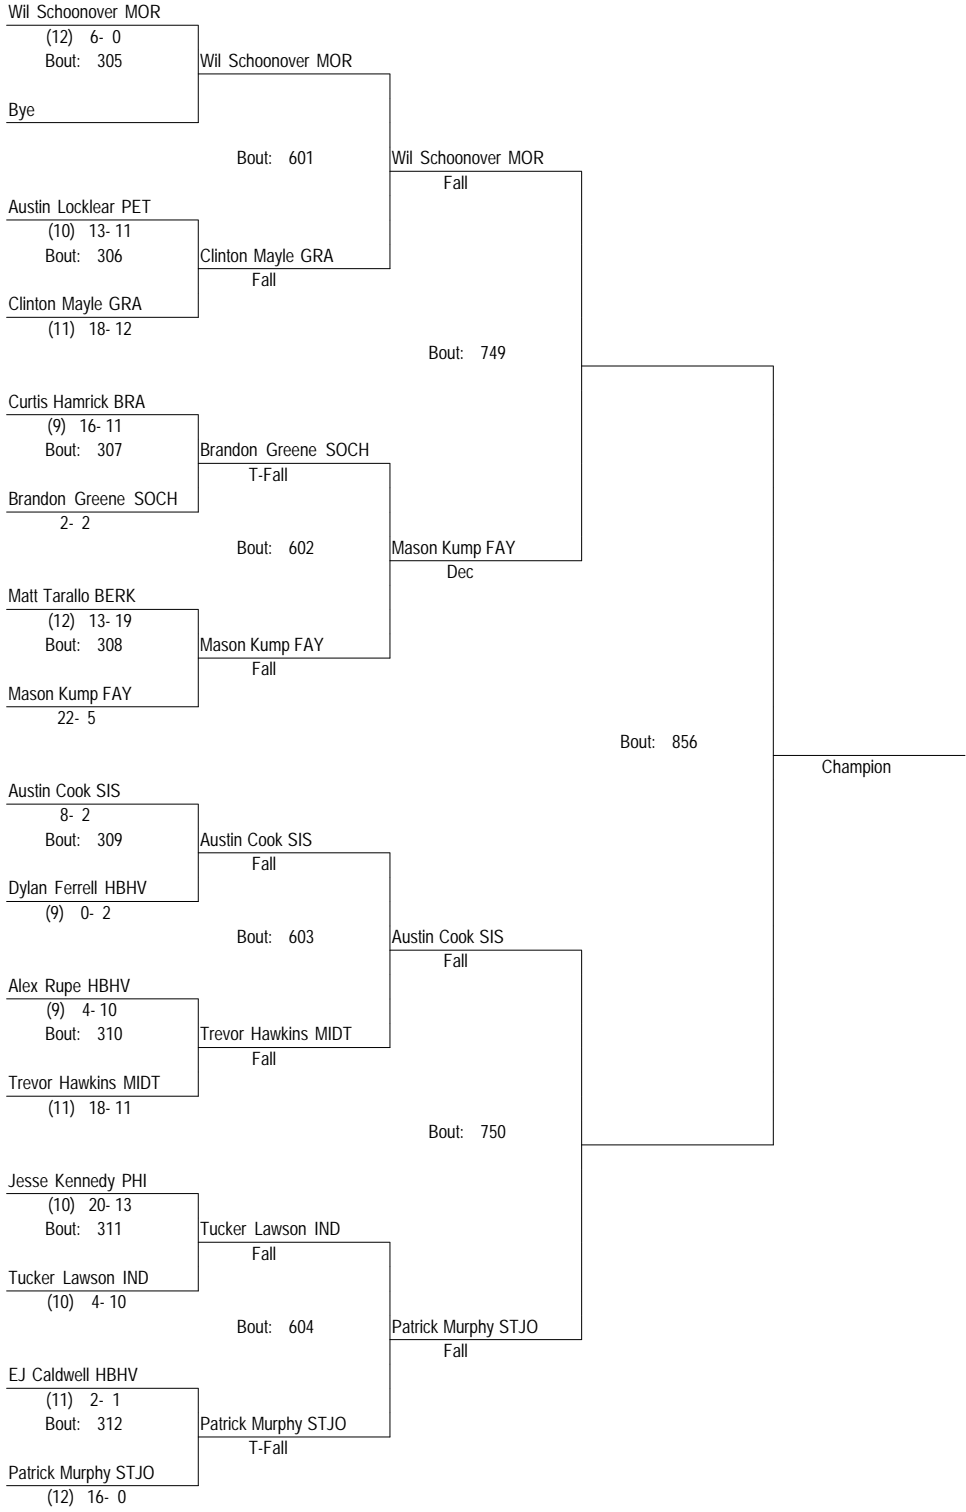 Wil Schoonover MOR
(12) 6- 0
Bout: 305
Wil Schoonover MOR
Bye
Bout: 601
Wil Schoonover MOR
Fall
Austin Locklear PET
(10) 13- 11
Bout: 306
Clinton Mayle GRA
Fall
Clinton Mayle GRA
(11) 18- 12
Bout: 749
Curtis Hamrick BRA
(9) 16- 11
Bout: 307
Brandon Greene SOCH
T-Fall
Brandon Greene SOCH
2- 2
Bout: 602
Mason Kump FAY
Dec
Matt Tarallo BERK
(12) 13- 19
Bout: 308
Mason Kump FAY
Fall
Mason Kump FAY
22- 5
Bout: 856
Champion
Austin Cook SIS
8- 2
Bout: 309
Austin Cook SIS
Fall
Dylan Ferrell HBHV
(9) 0- 2
Bout: 603
Austin Cook SIS
Fall
Alex Rupe HBHV
(9) 4- 10
Bout: 310
Trevor Hawkins MIDT
Fall
Trevor Hawkins MIDT
(11) 18- 11
Bout: 750
Jesse Kennedy PHI
(10) 20- 13
Bout: 311
Tucker Lawson IND
Fall
Tucker Lawson IND
(10) 4- 10
Bout: 604
Patrick Murphy STJO
Fall
EJ Caldwell HBHV
(11) 2- 1
Bout: 312
Patrick Murphy STJO
T-Fall
Patrick Murphy STJO
(12) 16- 0